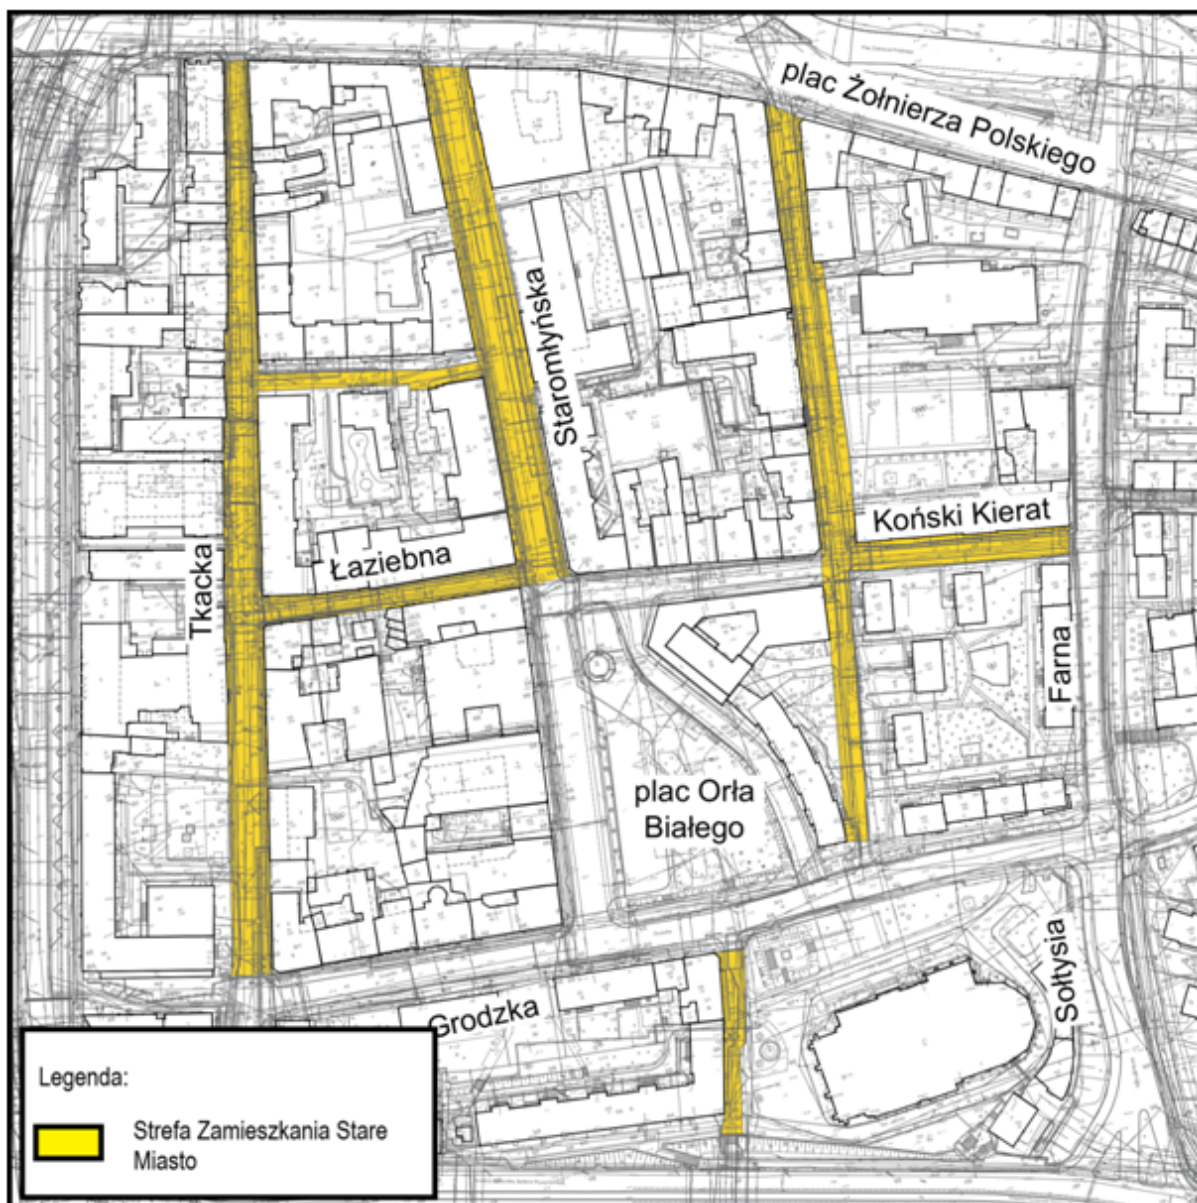 plac Żołnierza Polskiego
Staromłyńska
Koński Kierat
Łaziebna
Tkacka
Farna
plac Orła
Białego
Sołtysia
Grodzka
Legenda:
Strefa Zamieszkania Stare
Miasto